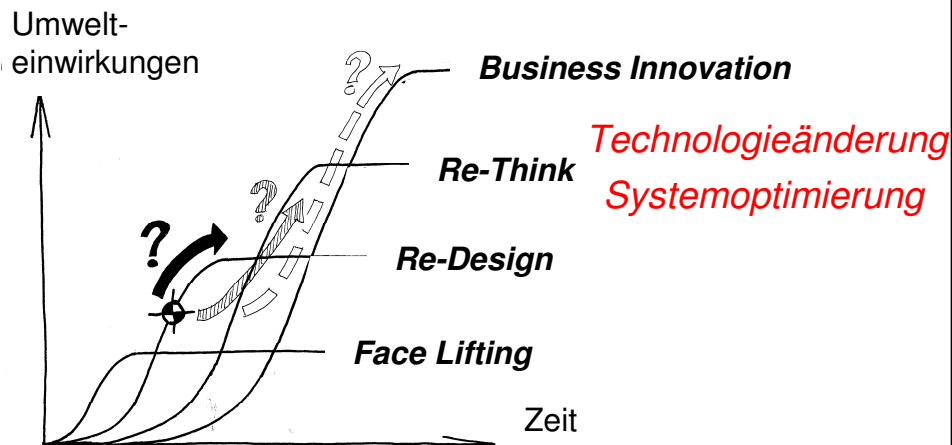 Umwelt-
einwirkungen
?
Business Innovation
Technologieänderung
Re-Think
Systemoptimierung
?
?
Re-Design
Face Lifting
Zeit